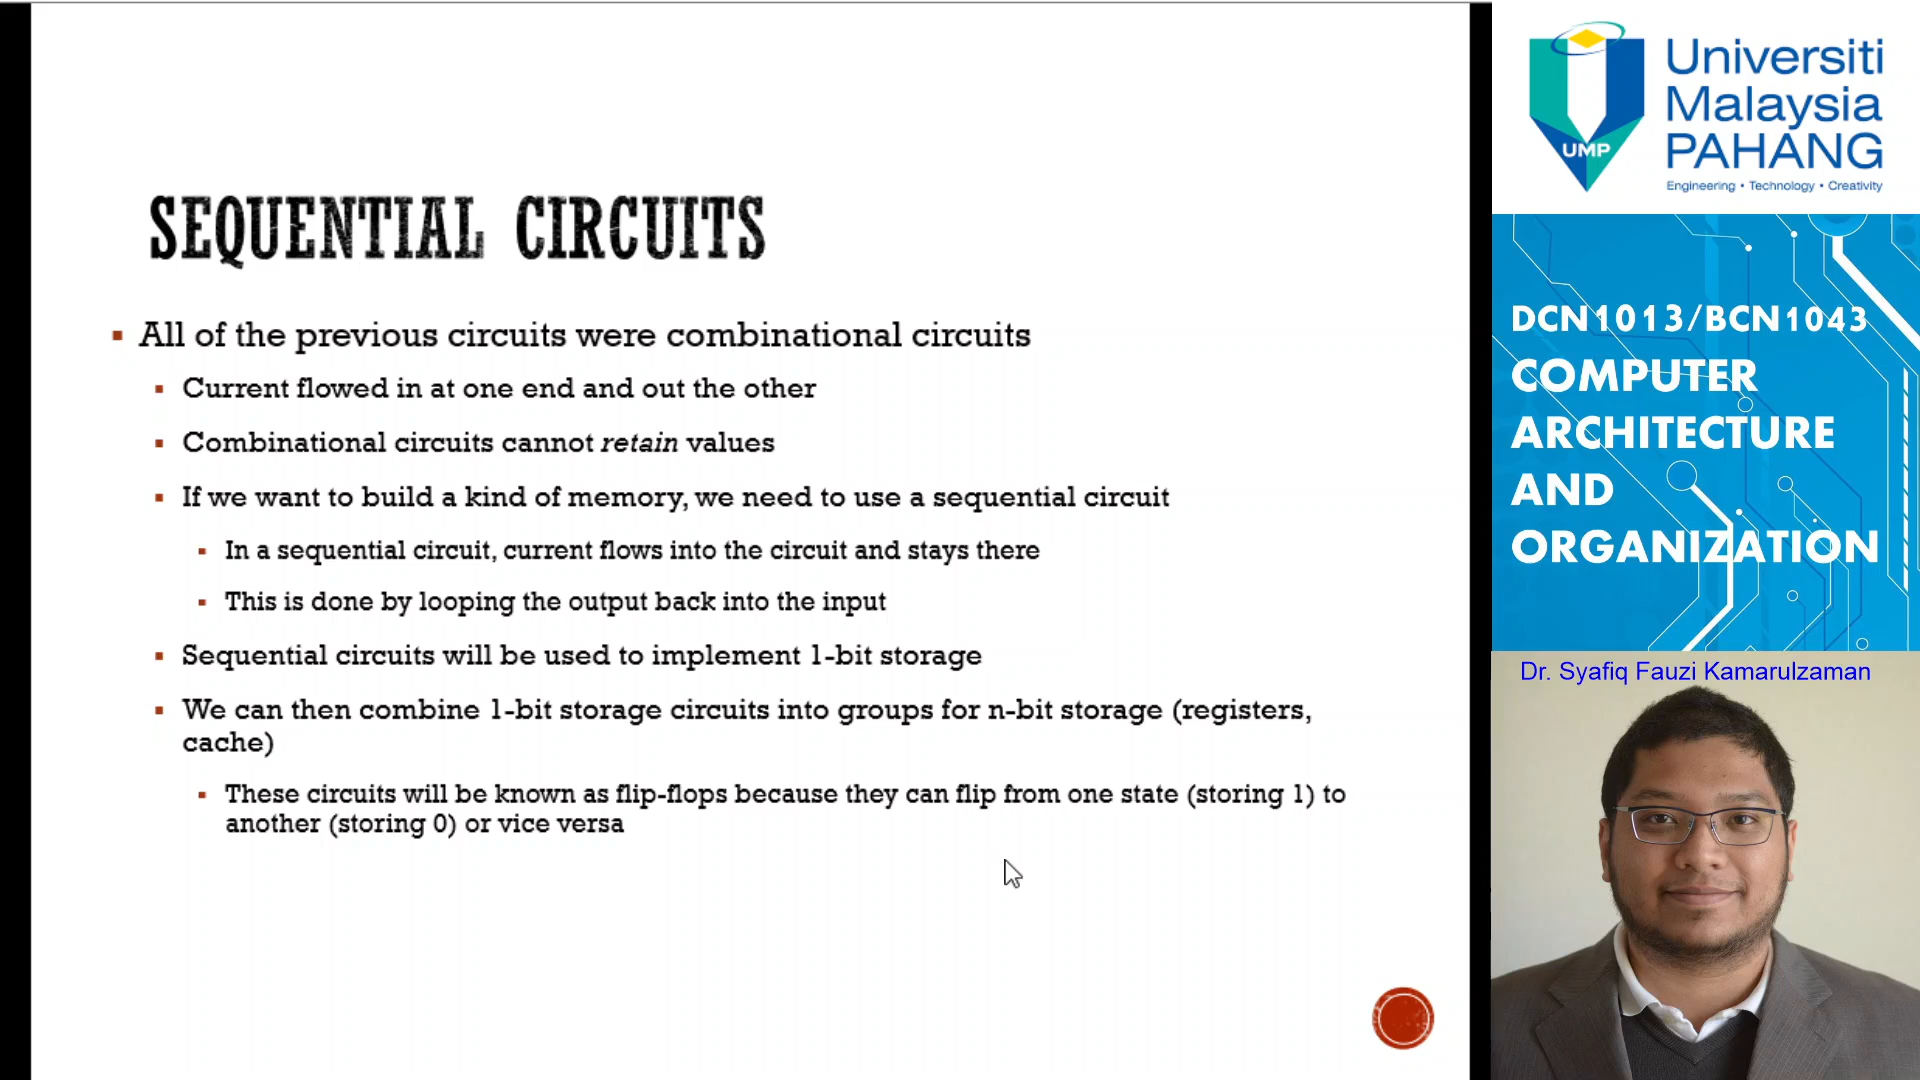 SEQUENTIAL CIRCUITS
All of the previous circuits were combinational circuits
Current flowed in at one end and out the other
Combinational circuits cannot retain values
If we want to build a kind of memory, we need to use a sequential circuit
In a sequential circuit, current flows into the circuit and stays there
This is done by looping the output back into the input
Sequential circuits will be used to implement 1-bit storage
We can then combine 1-bit storage circuits into groups for n-bit storage (registers,
cache)
These circuits will be known as flip-flops because they can flip from one state (storing 1) to
another (storing 0) or vice versa
UMP
Universiti
Malaysia
PAHANG
Engineering • Technology • Creativity
DCN1013/BCN1043
COMPUTER
ARCHITECTURE
AND
ORGANIZATION
Dr. Syafiq Fauzi Kamarulzaman